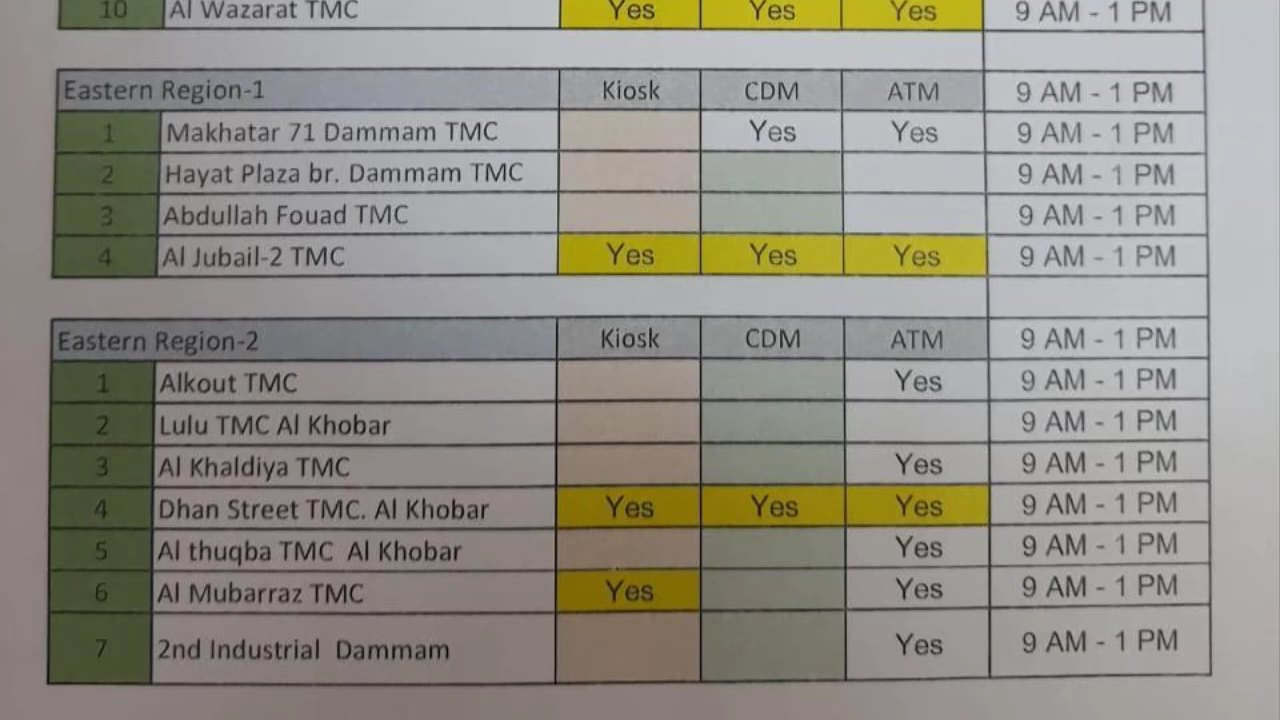 10 Al Wazarat TMC Yes Yes Yes 9 AM - 1 PM
Eastern Region-1 Kiosk CDM ATM 9 AM - 1 PM
1 Makhatar 71 Dammam TMC Yes Yes 9 AM - 1 PM
2 Hayat Plaza br. Dammam TMC 9 AM - 1 PM
3 Abdullah Fouad TMC 9 AM - 1 PM
4 Al Jubail-2 TMC Yes Yes Yes 9 AM - 1 PM
Eastern Region-2 Kiosk CDM ATM 9 AM - 1 PM
1 Alkout TMC Yes 9 AM - 1 PM
2 Lulu TMC Al Khobar 9 AM - 1 PM
3 Al Khaldiya TMC Yes 9 AM - 1 PM
4 Dhan Street TMC. Al Khobar Yes Yes Yes 9 AM - 1 PM
5 Al thuqba TMC Al Khobar Yes 9 AM - 1 PM
6 Al Mubarraz TMC Yes Yes 9 AM - 1 PM
7 2nd Industrial Dammam Yes 9 AM - 1 PM